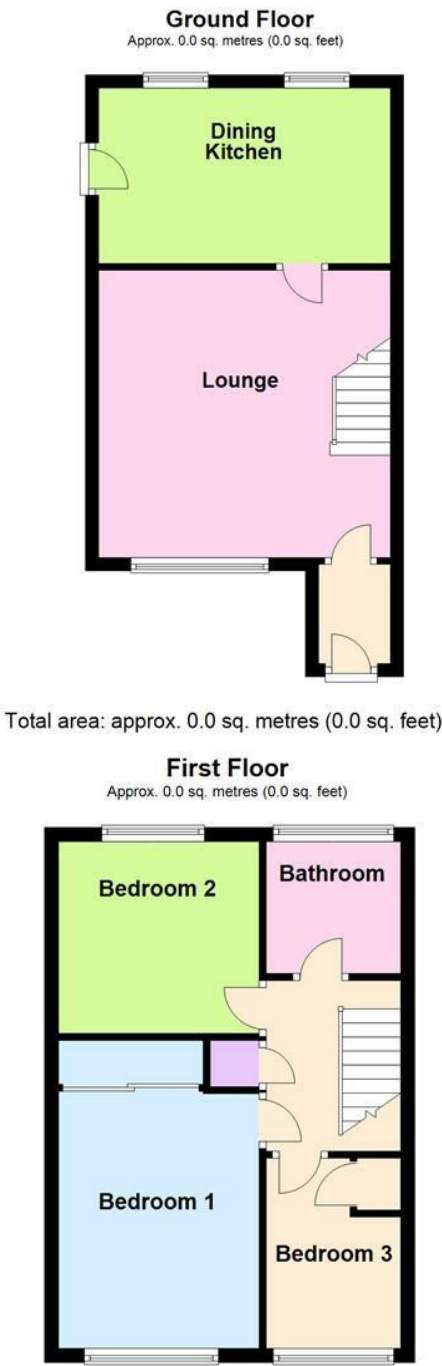 Ground Floor
Approx. 0.0 sq. metres (0.0 sq. feet)
Dining
Kitchen
Lounge
Total area: approx. 0.0 sq. metres (0.0 sq. feet)
First Floor
Approx. 0.0 sq. metres (0.0 sq. feet)
Bedroom 2
Bathroom
Bedroom 1
Bedroom 3